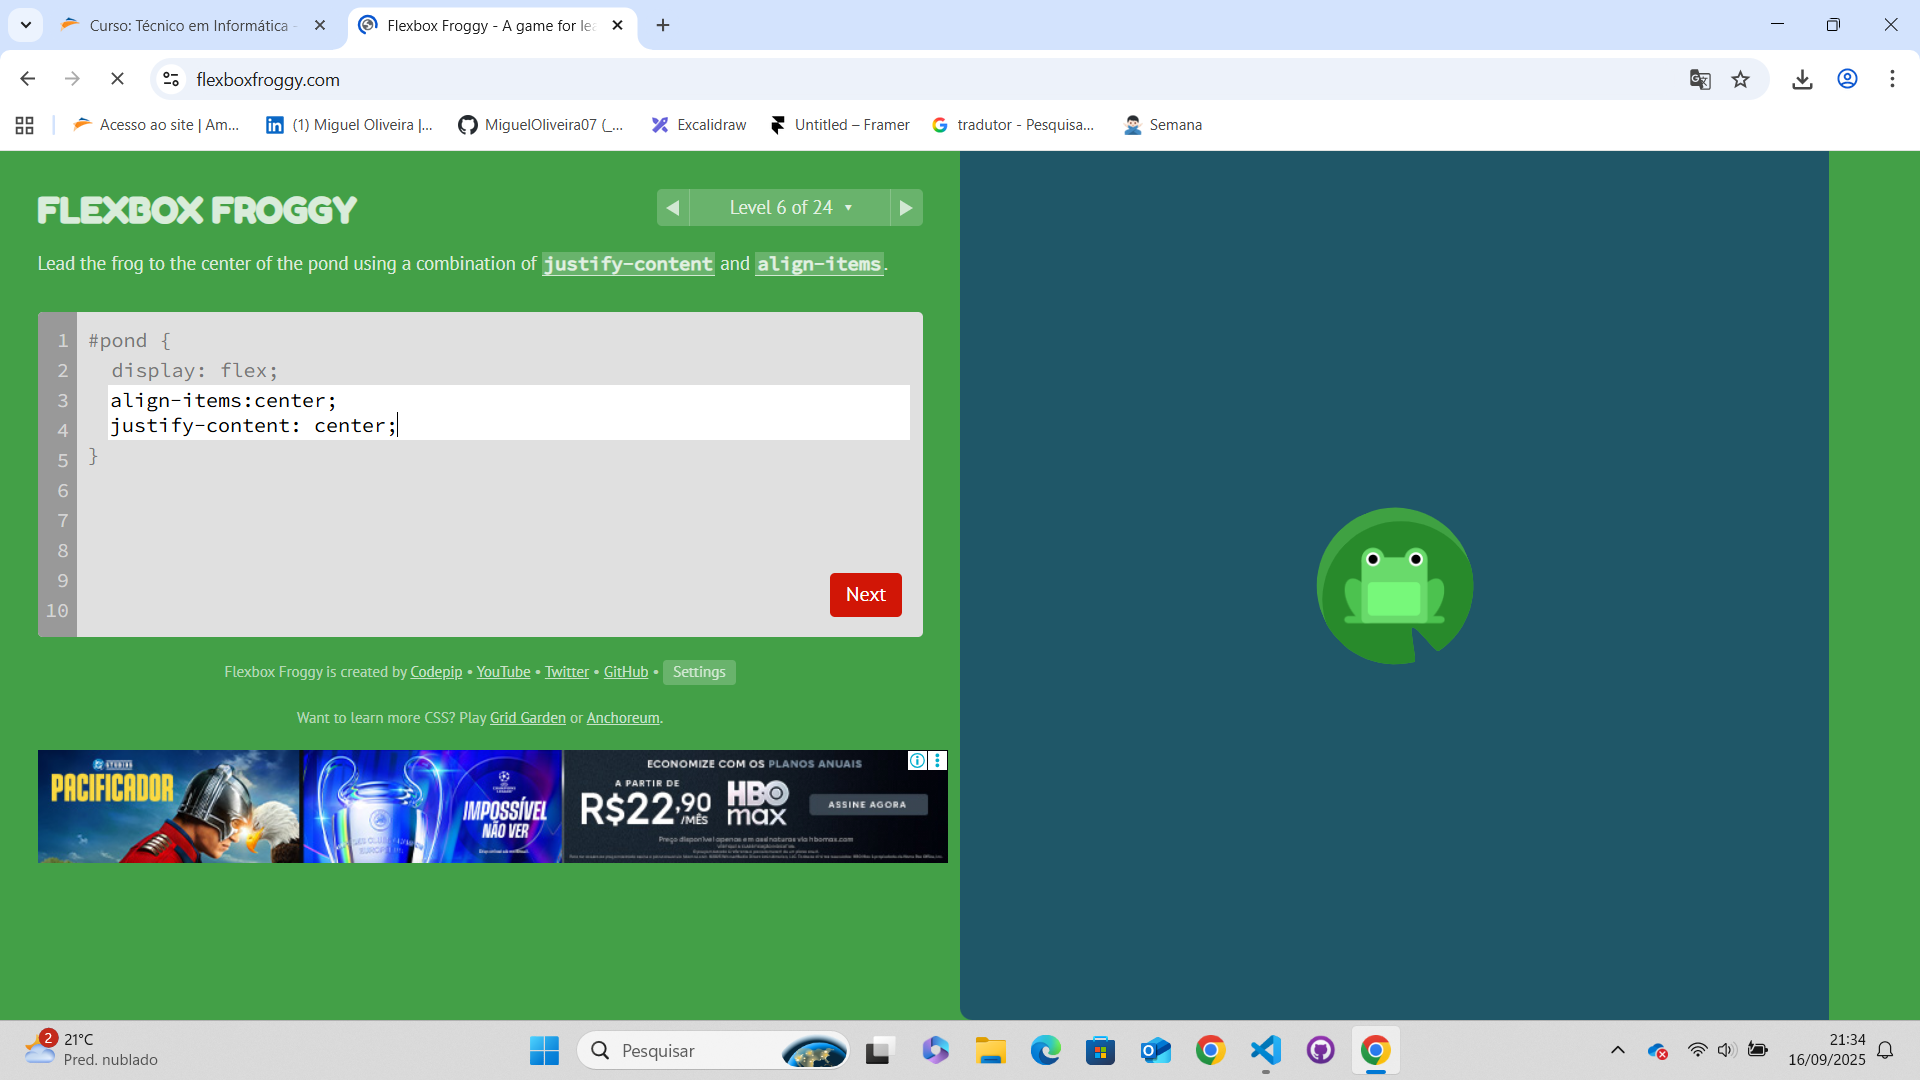 Curso: Técnico em Informática -
Flexbox Froggy - A game for lea
flexboxfroggy.com
Acesso ao site | Am...
(1) Miguel Oliveira |...
MiguelOliveira07 (_...
Excalidraw
Untitled – Framer
tradutor - Pesquisa...
Semana
FLEXBOX FROGGY
Level 6 of 24
Lead the frog to the center of the pond using a combination of justify-content and align-items.
1 #pond {
2 display: flex;
3 align-items:center;
4 justify-content: center;
5 }
6
7
8
9
10
Next
Flexbox Froggy is created by Codepip • YouTube • Twitter • GitHub • Settings
Want to learn more CSS? Play Grid Garden or Anchoreum.
DC STUDIOS
PACIFICADOR
IMPOSSÍVEL
NÃO VER
ECONOMIZE COM OS PLANOS ANUAIS
A PARTIR DE
R$22,90
/MÊS
HBO
max
ASSINE AGORA
2
21°C
Pred. nublado
Pesquisar
21:34
16/09/2025